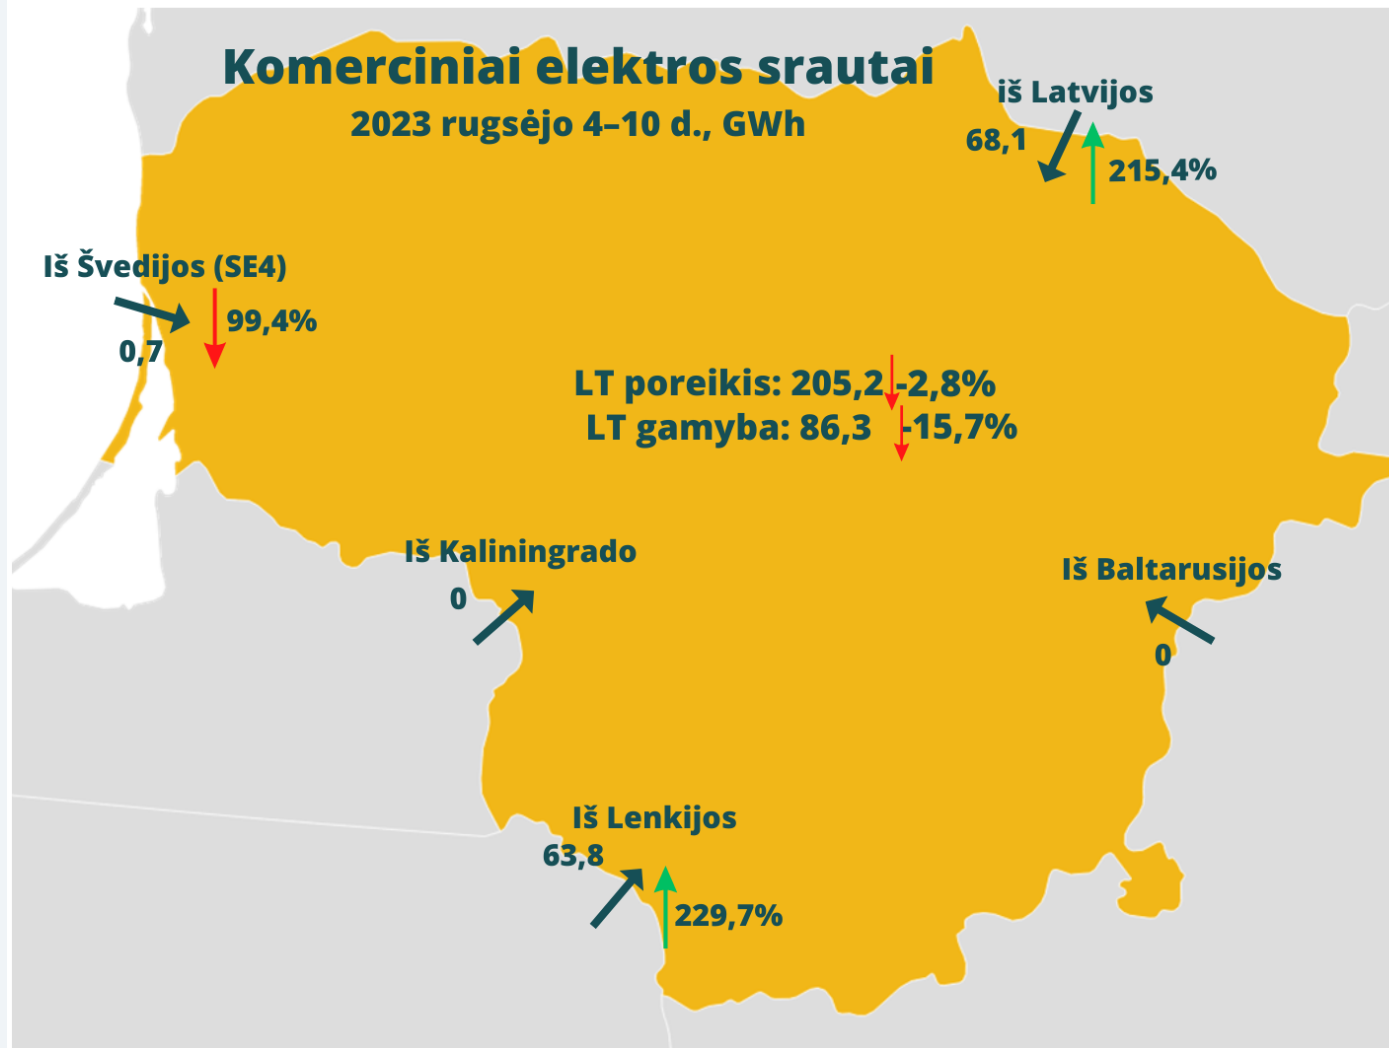 Komerciniai elektros srautai
2023 rugsėjo 4–10 d., GWh
iš Latvijos
68,1
215,4%
Iš Švedijos (SE4)
99,4%
0,7
LT poreikis: 205,2 -2,8%
LT gamyba: 86,3 -15,7%
Iš Kaliningrado
0
Iš Baltarusijos
0
Iš Lenkijos
63,8
229,7%